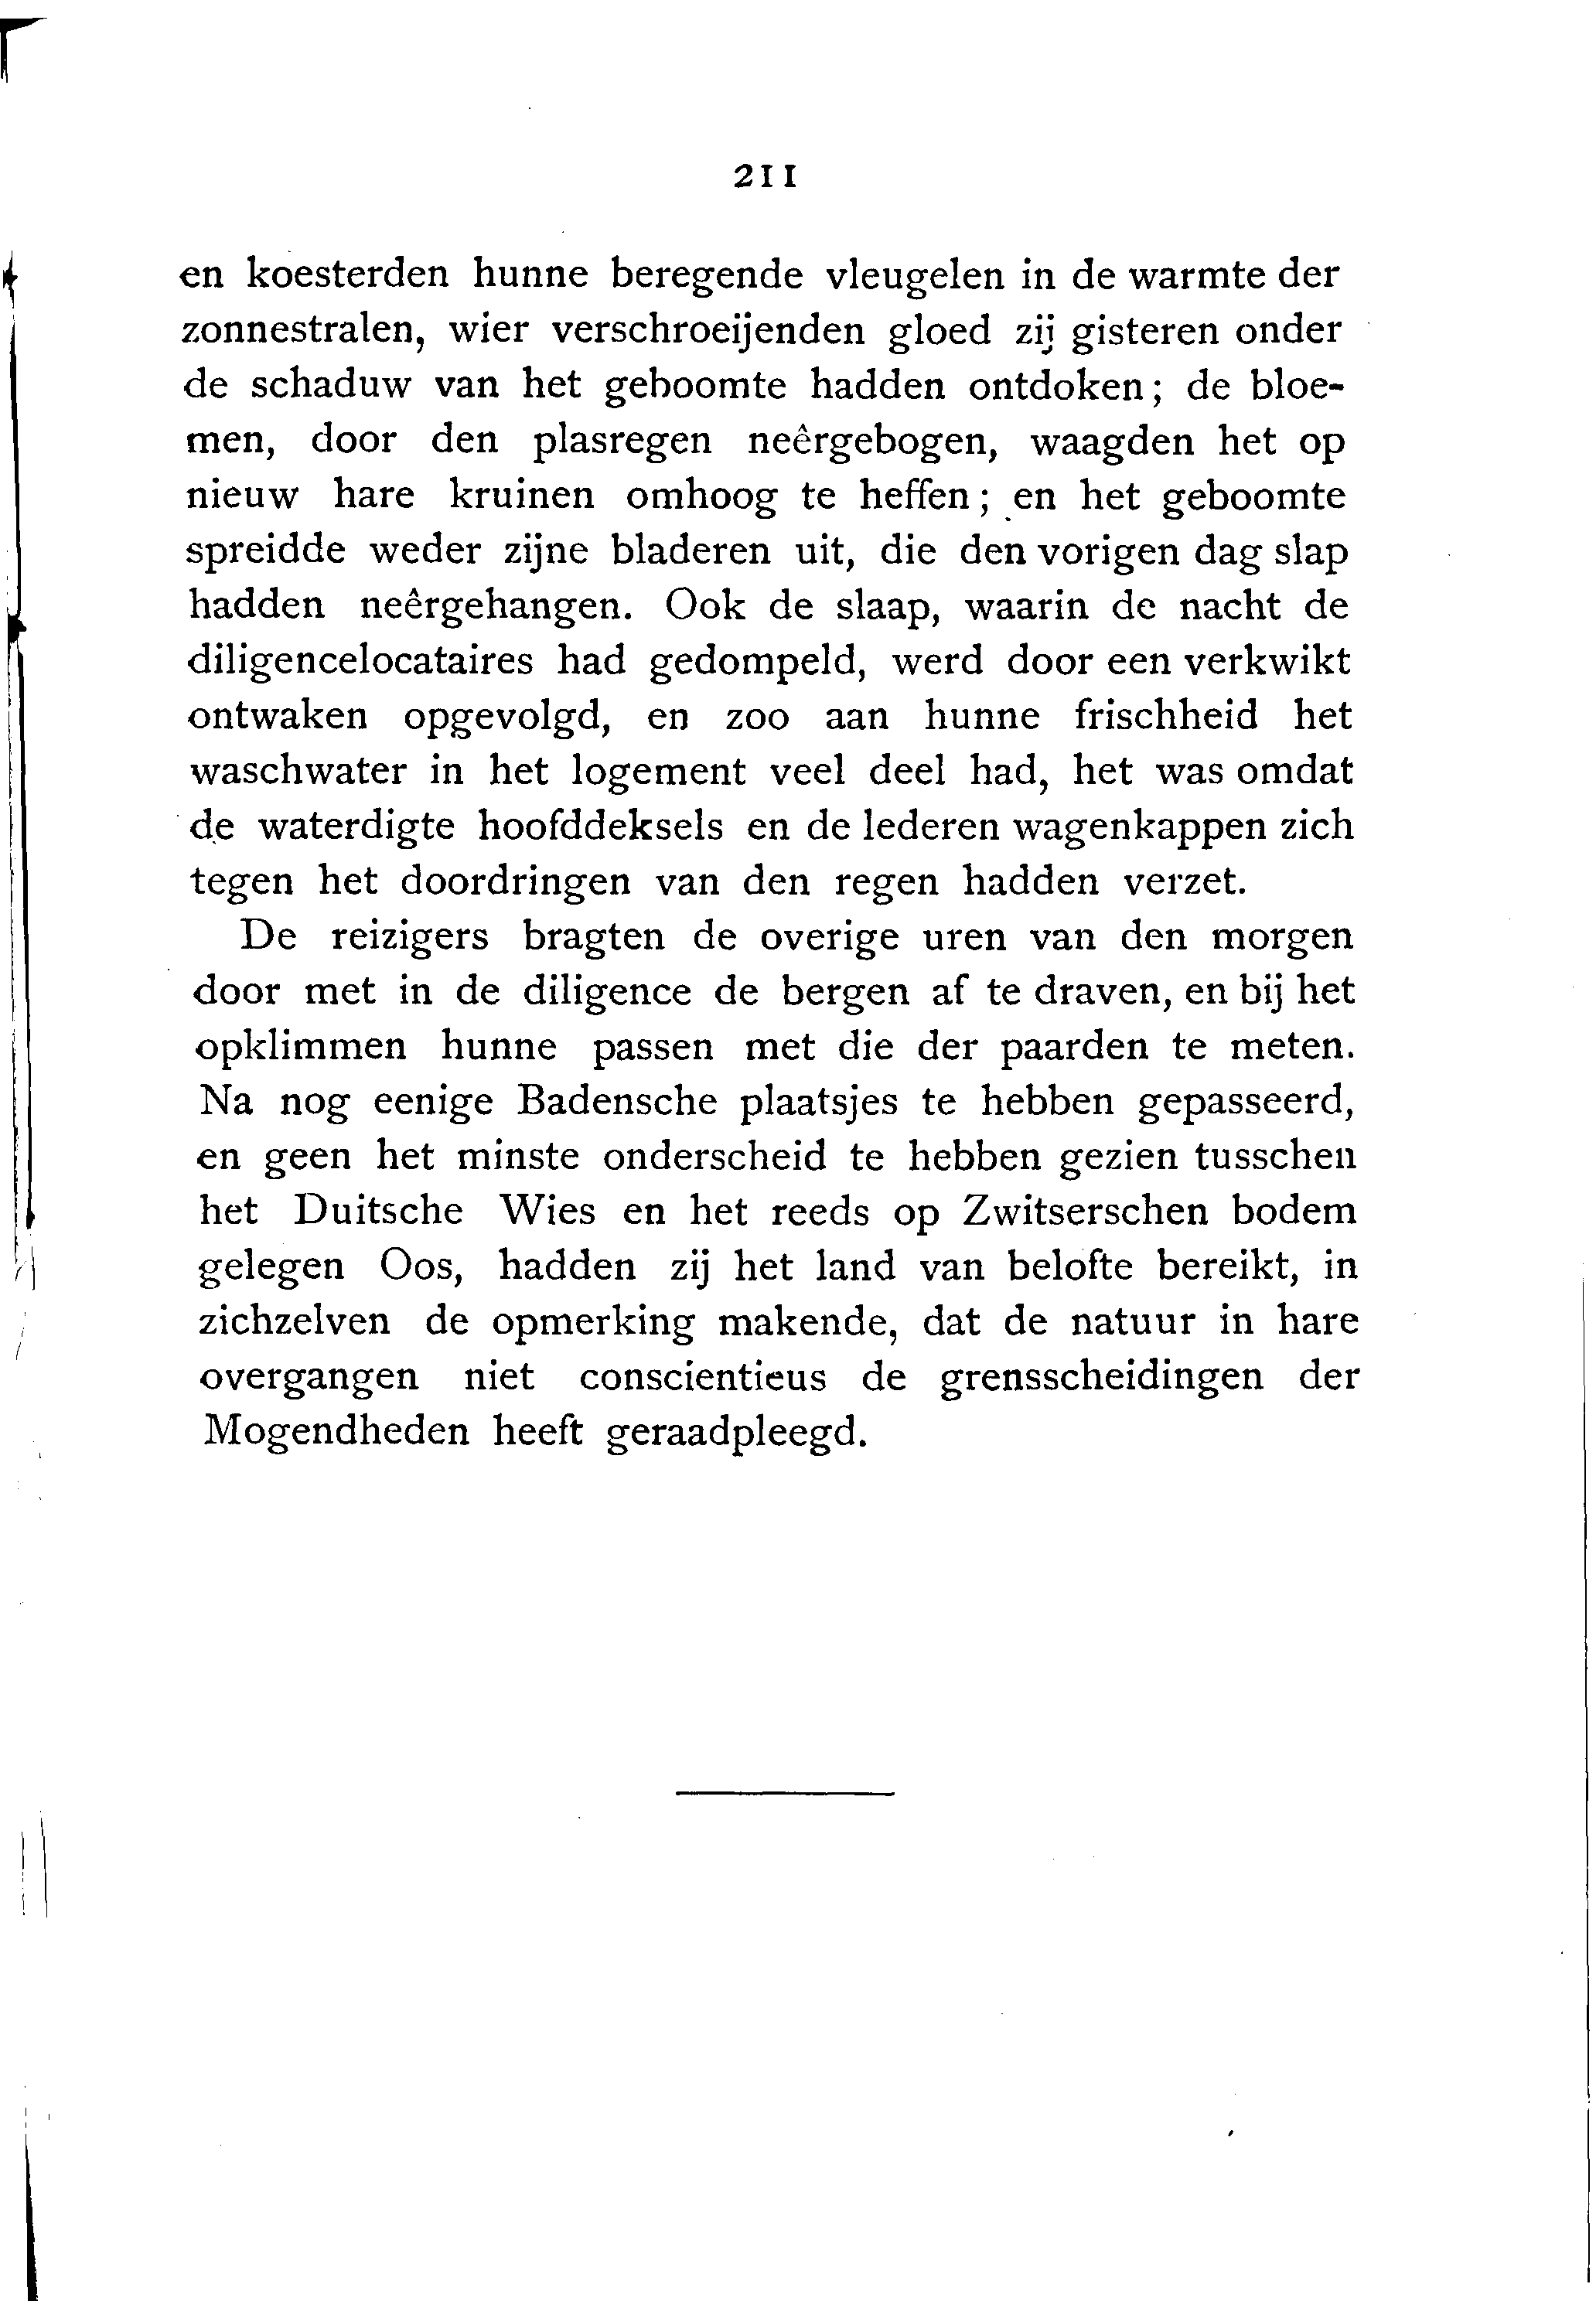 211
en koesterden hunne beregende vleugelen in de warmte der
zonnestralen, wier verschroeijenden gloed zij gisteren onder
de schaduw van het geboomte hadden ontdoken; de bloe-
men, door den plasregen neêrgebogen, waagden het op
nieuw hare kruinen omhoog te heffen; en het geboomte
spreidde weder zijne bladeren uit, die den vorigen dag slap
hadden neêrgehangen. Ook de slaap, waarin de nacht de
diligencelocataires had gedompeld, werd door een verkwikt
ontwaken opgevolgd, en zoo aan hunne frischheid het
waschwater in het logement veel deel had, het was omdat
de waterdigte hoofddeksels en de lederen wagenkappen zich
tegen het doordringen van den regen hadden verzet.
De reizigers bragten de overige uren van den morgen
door met in de diligence de bergen af te draven, en bij het
opklimmen hunne passen met die der paarden te meten.
Na nog eenige Badensche plaatsjes te hebben gepasseerd,
en geen het minste onderscheid te hebben gezien tusschen
het Duitsche Wies en het reeds op Zwitserschen bodem
gelegen Oos, hadden zij het land van belofte bereikt, in
zichzelven de opmerking makende, dat de natuur in hare
overgangen niet conscientieus de grensscheidingen der
Mogendheden heeft geraadpleegd.